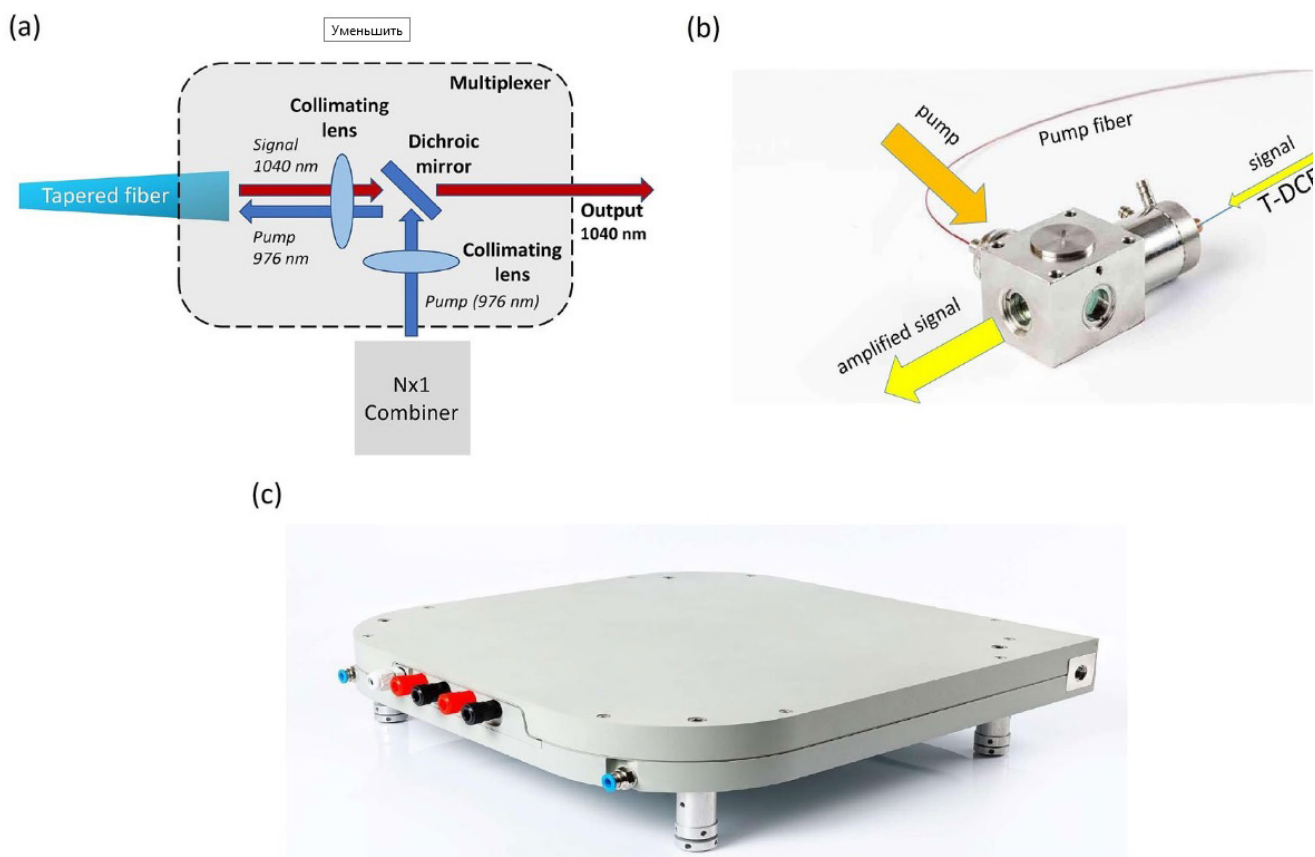 (a)
Уменьшить
Multiplexer
Collimating
lens
Signal
1040 nm
Dichroic
mirror
Tapered fiber
Output
1040 nm
Pump
976 nm
Collimating
lens
Pump (976 nm)
Nx1
Combiner
(b)
pump
Pump fiber
signal
T-DCF
amplified signal
(c)